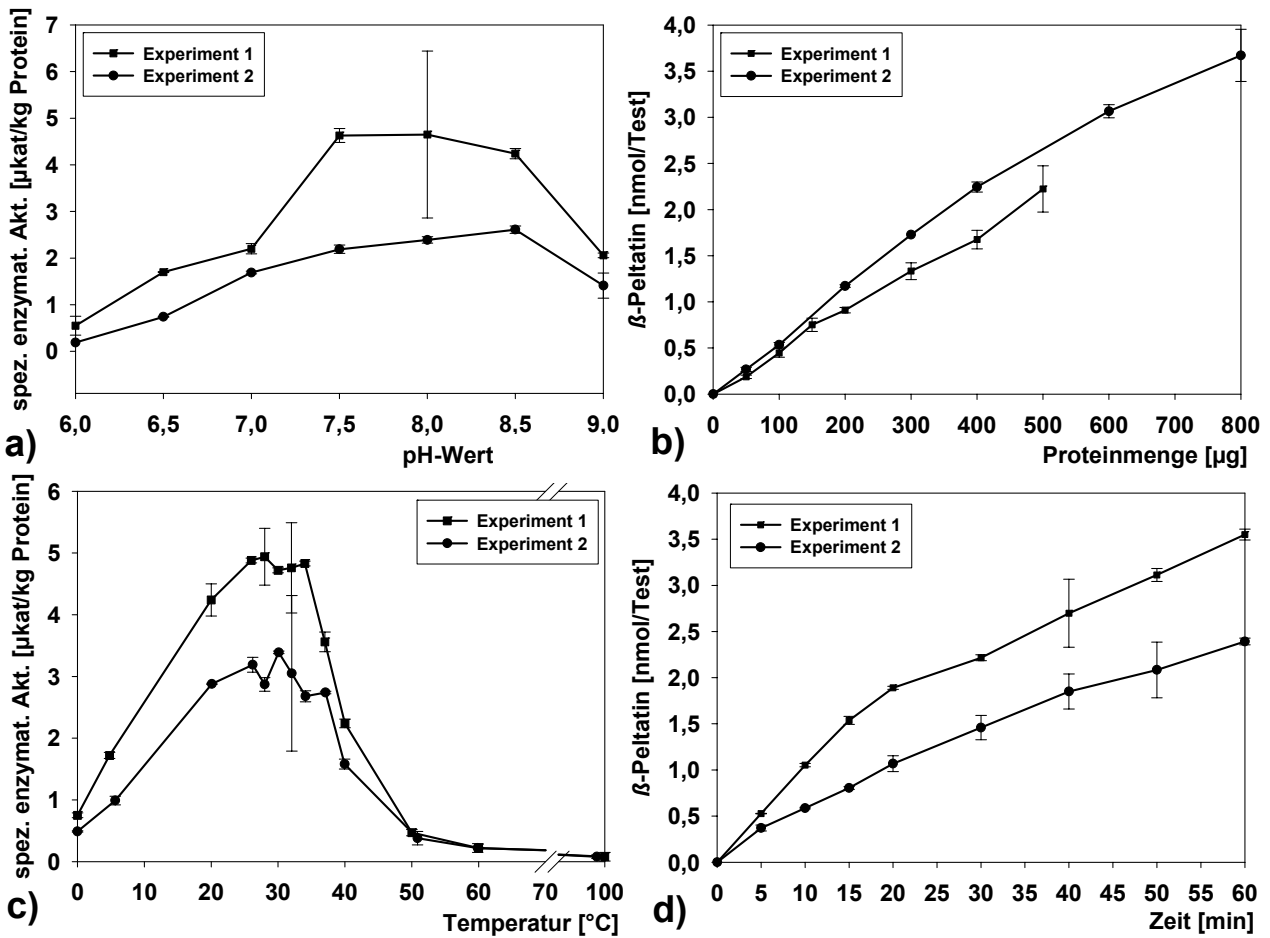 spez. enzymat. Akt. [µkat/kg Protein]
7
6
5
4
3
2
1
0
Experiment 1
Experiment 2
6,0 6,5 7,0 7,5 8,0 8,5 9,0
pH-Wert
a)
ß-Peltatin [nmol/Test]
4,0
3,5
3,0
2,5
2,0
1,5
1,0
0,5
0,0
Experiment 1
Experiment 2
0 100 200 300 400 500 600 700 800
Proteinmenge [µg]
b)
spez. enzymat. Akt. [µkat/kg Protein]
6
5
4
3
2
1
0
Experiment 1
Experiment 2
0 10 20 30 40 50 60 70 100
Temperatur [°C]
c)
ß-Peltatin [nmol/Test]
4,0
3,5
3,0
2,5
2,0
1,5
1,0
0,5
0,0
Experiment 1
Experiment 2
0 5 10 15 20 25 30 35 40 45 50 55 60
Zeit [min]
d)